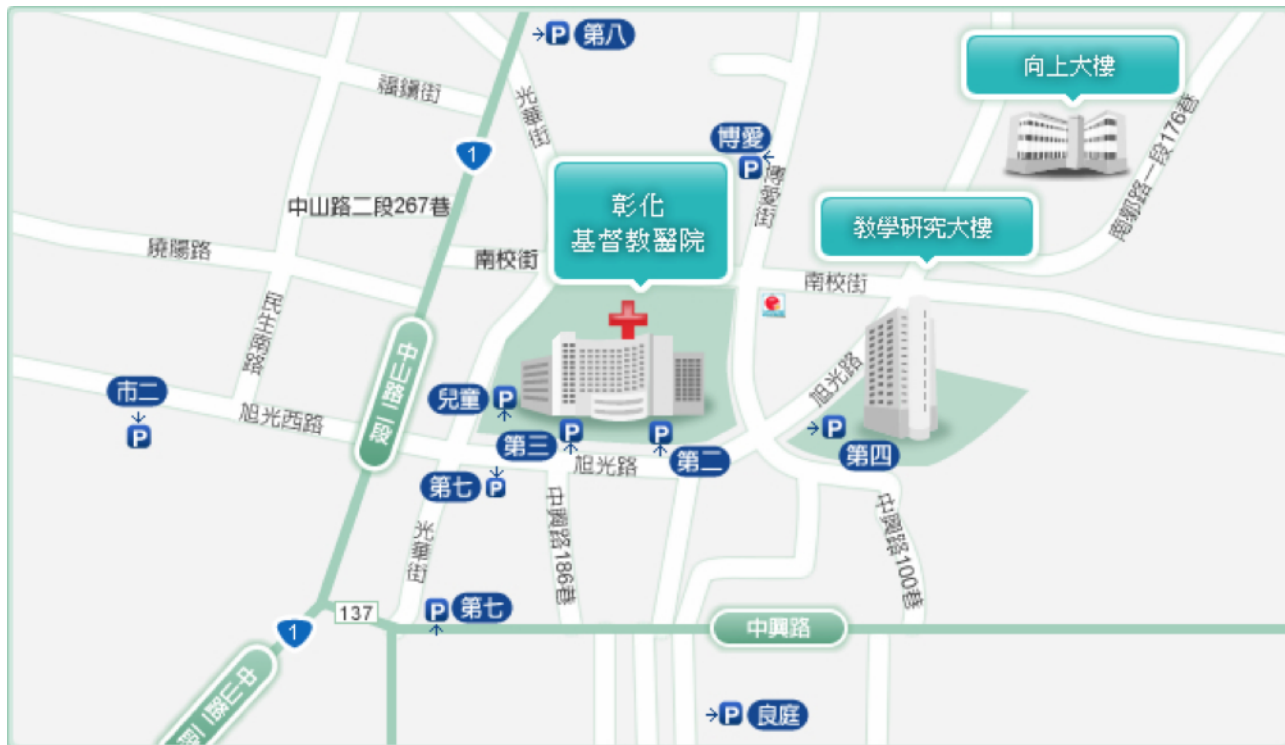 第八
向上大樓
福鎮街
光華街
1
博愛
南郭路一段176巷
彰化
基督教醫院
博愛街
教學研究大樓
中山路二段267巷
曉陽路
南校街
南校街
民生南路
中山路二段
旭光路
市二
兒童
旭光西路
第三
第二
第四
旭光路
第七
光華街
中興路186巷
中興路100巷
137
第七
1
中興路
中山路二段
良庭
P
P
P
P
P
P
P
P
P
P